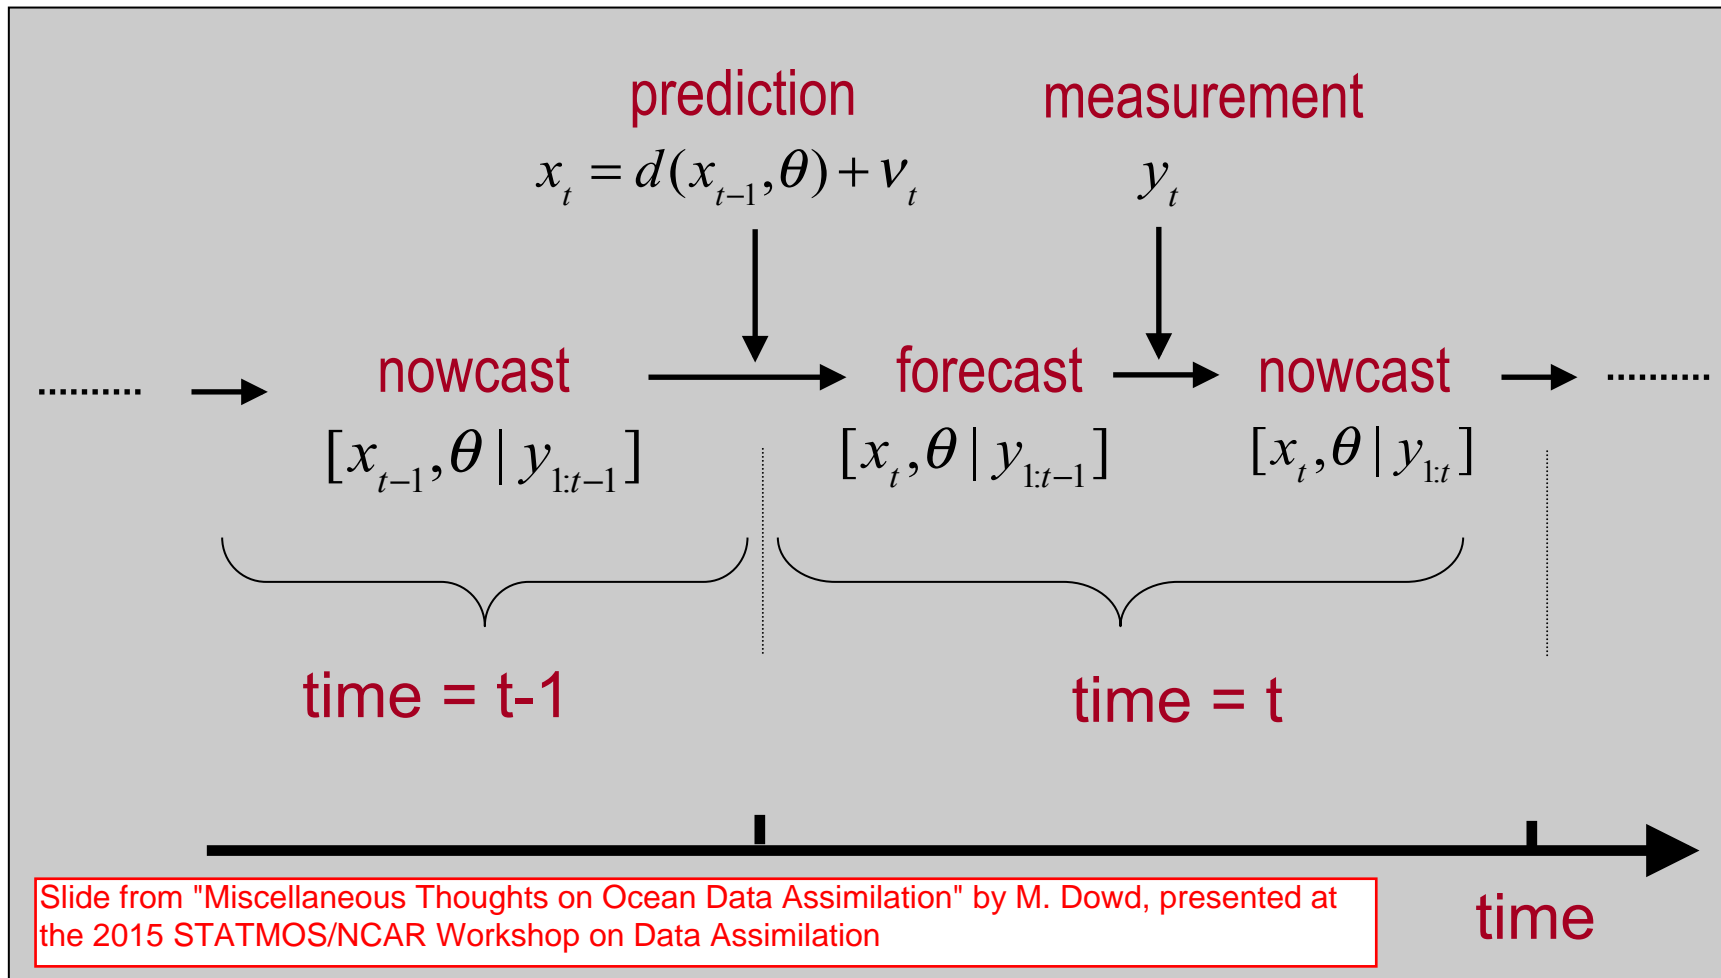 prediction
measurement
x_t = d(x_{t−1}, θ) + ν_t
y_t
nowcast
forecast
nowcast
[x_{t−1}, θ | y_{1:t−1}]
[x_t, θ | y_{1:t−1}]
[x_t, θ | y_{1:t}]
time = t-1
time = t
Slide from "Miscellaneous Thoughts on Ocean Data Assimilation" by M. Dowd, presented at
the 2015 STATMOS/NCAR Workshop on Data Assimilation
time